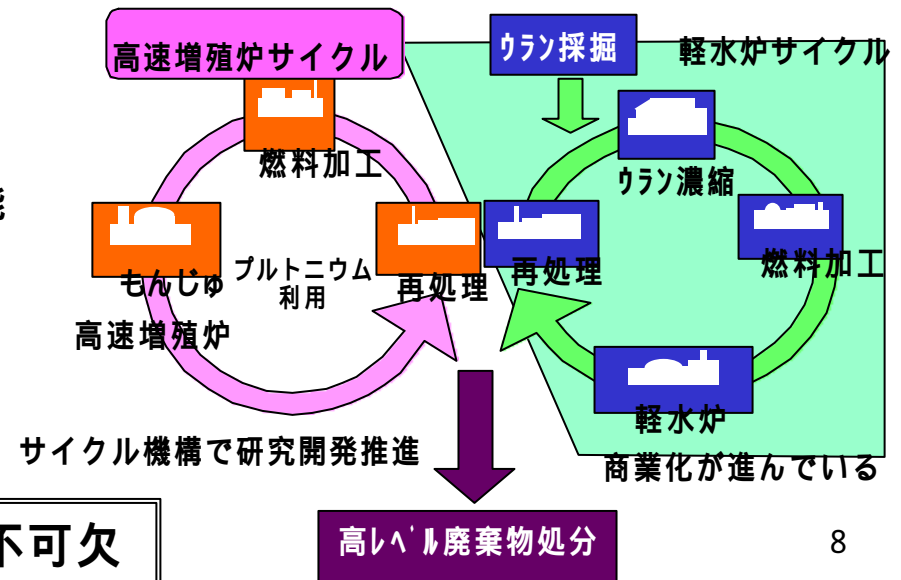 高速増殖炉サイクル
ウラン採掘
軽水炉サイクル
燃料加工
ウラン濃縮
能
もんじゅ
プルトニウム
利用
再処理
再処理
燃料加工
高速増殖炉
軽水炉
サイクル機構で研究開発推進
商業化が進んでいる
不可欠
高レベル廃棄物処分
8